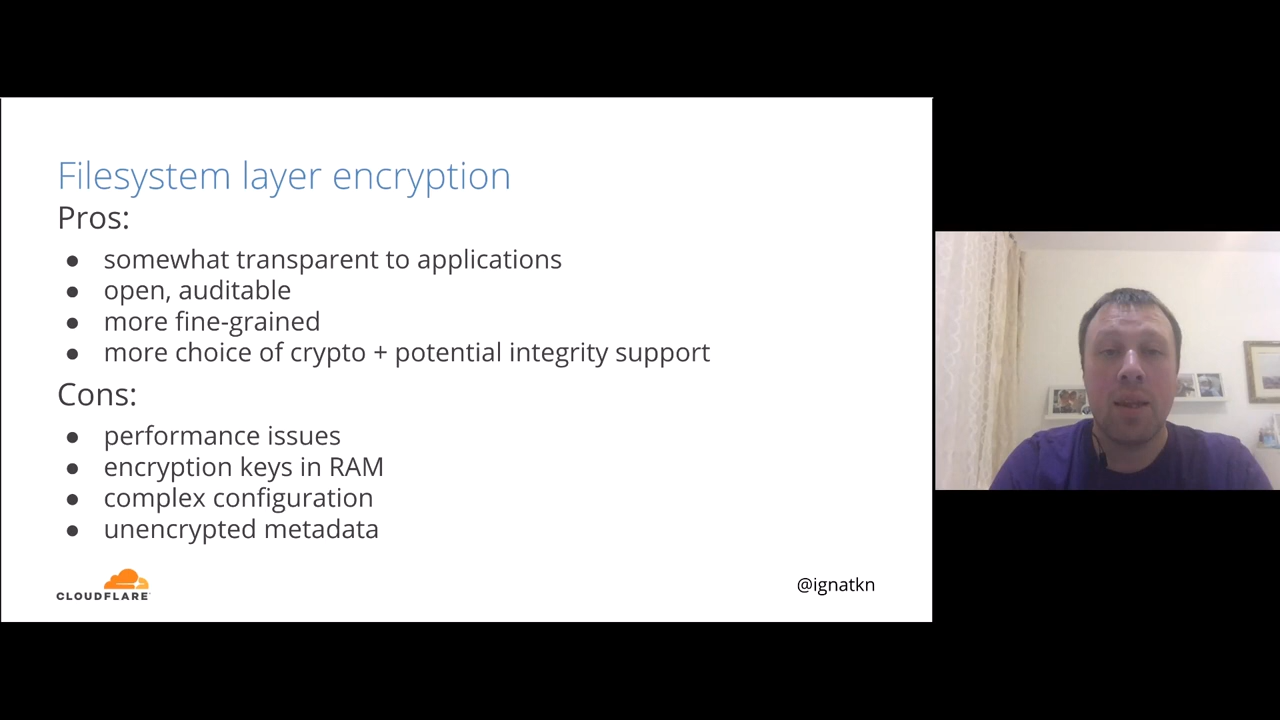 Filesystem layer encryption
Pros:
● somewhat transparent to applications
● open, auditable
● more fine-grained
● more choice of crypto + potential integrity support
Cons:
● performance issues
● encryption keys in RAM
● complex configuration
● unencrypted metadata
CLOUDFLARE
@ignatkn